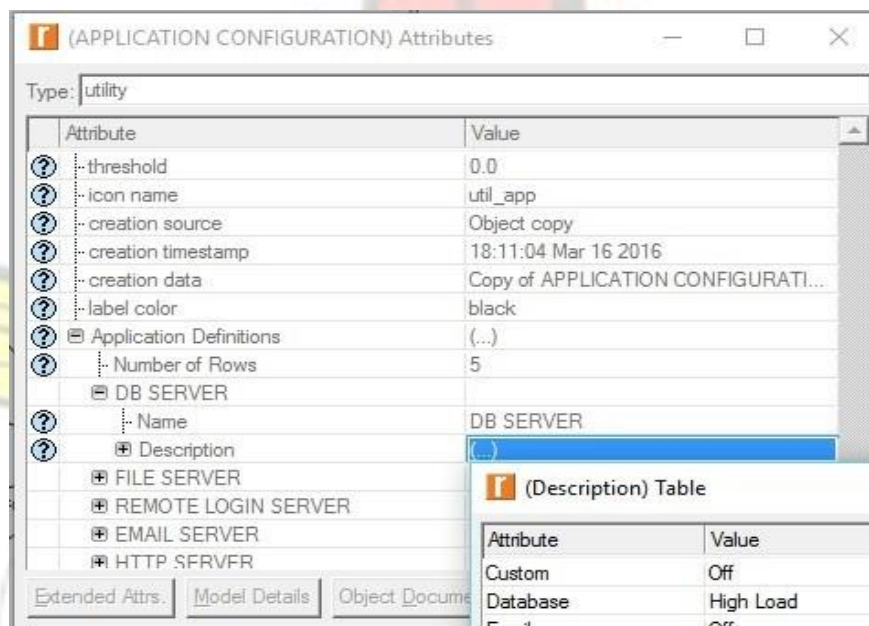 (APPLICATION CONFIGURATION) Attributes
Type: utility
Attribute Value
threshold 0.0
icon name util_app
creation source Object copy
creation timestamp 18:11:04 Mar 16 2016
creation data Copy of APPLICATION CONFIGURATI...
label color black
Application Definitions (...)
Number of Rows 5
DB SERVER
Name DB SERVER
Description (...)
FILE SERVER
REMOTE LOGIN SERVER
EMAIL SERVER
HTTP SERVER
Extended Attrs. Model Details Object Docume
(Description) Table
Attribute Value
Custom Off
Database High Load